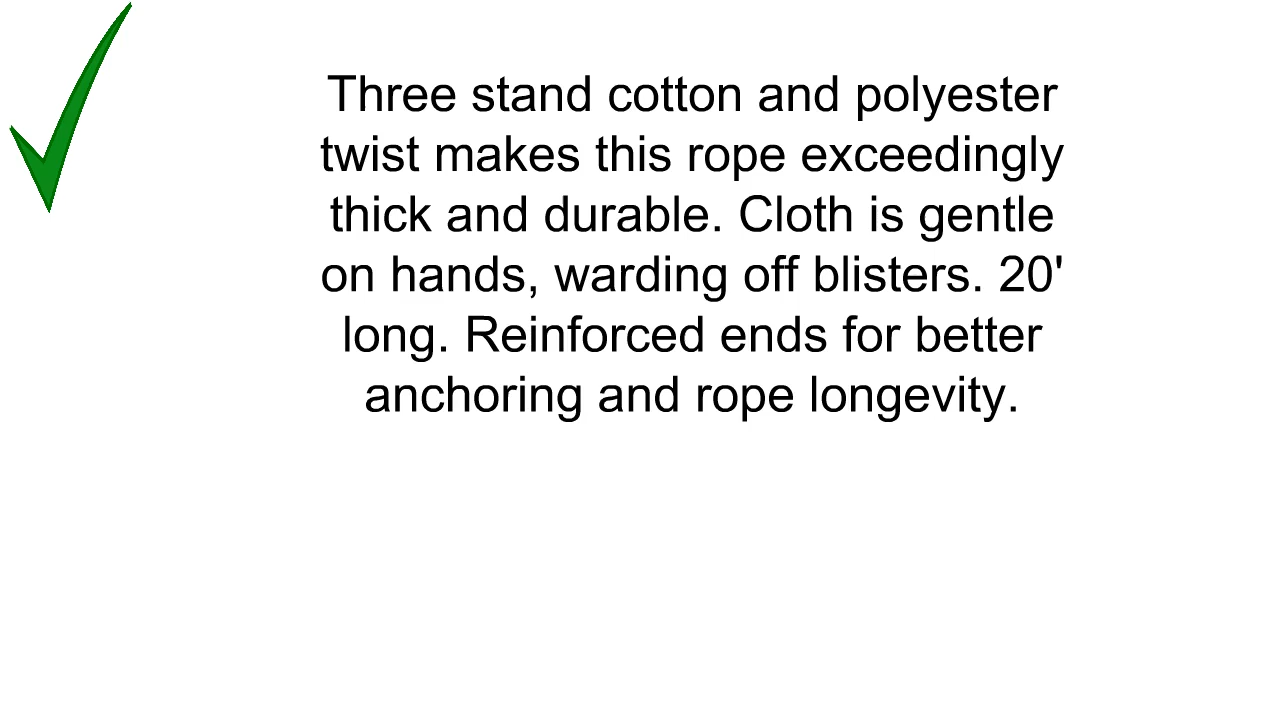 Three stand cotton and polyester
twist makes this rope exceedingly
thick and durable. Cloth is gentle
on hands, warding off blisters. 20'
long. Reinforced ends for better
anchoring and rope longevity.